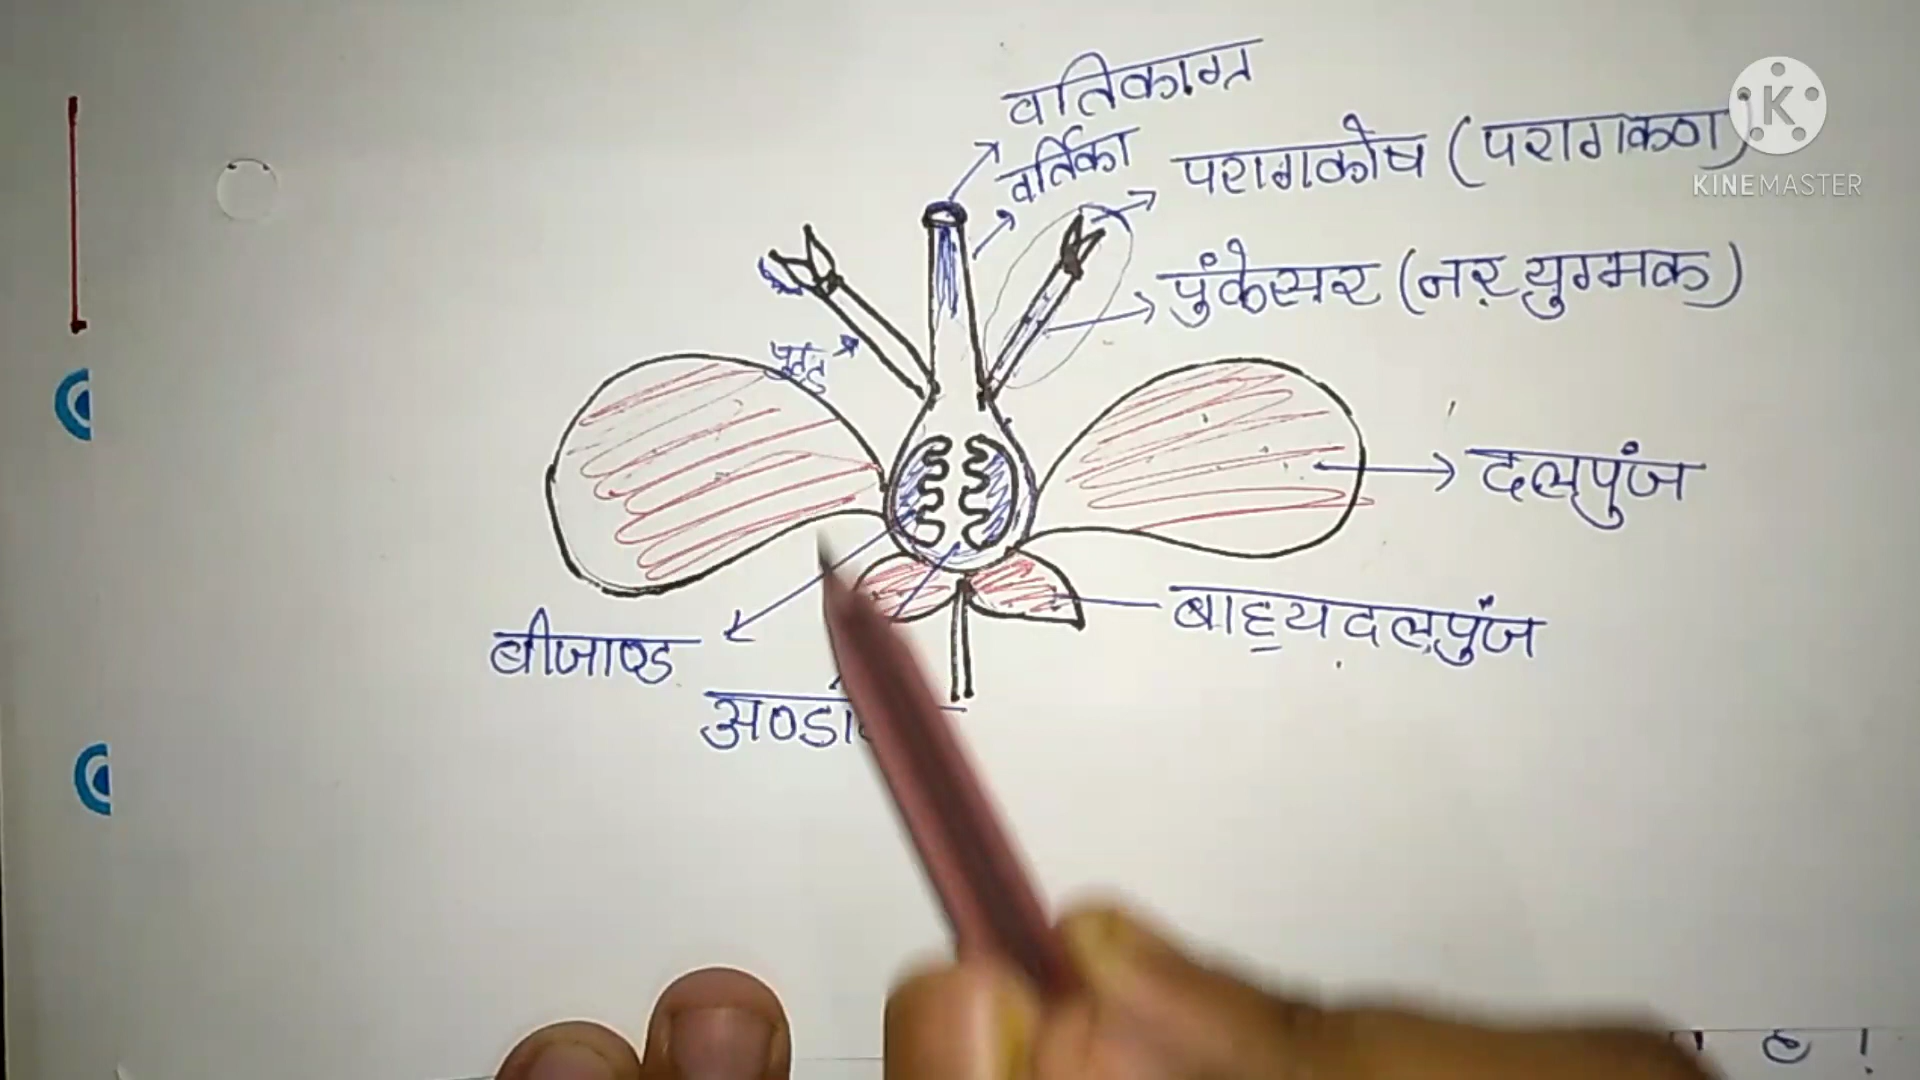 वर्तिकाग्र
वर्तिका
परागकोष (परागकण)
पुंकेसर (नर युग्मक)
दलपुंज
बाह्यदलपुंज
बीजाण्ड
KINEMASTER